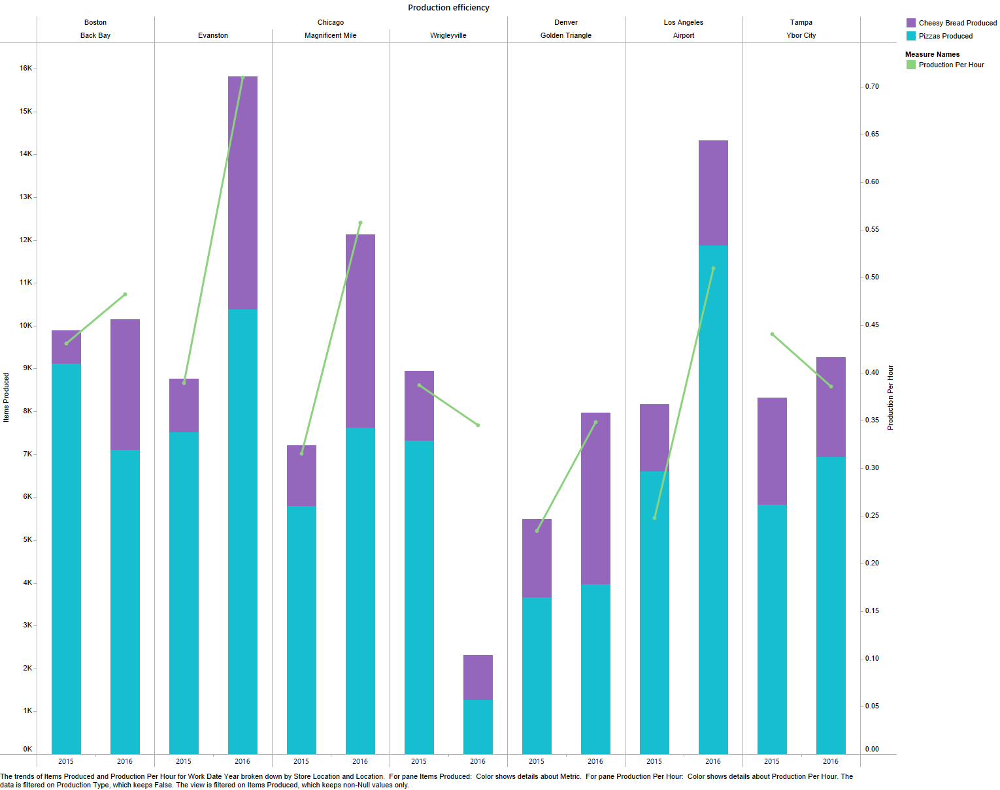 Production efficiency
Boston Chicago Denver Los Angeles Tampa
Back Bay Evanston Magnificent Mile Wrigleyville Golden Triangle Airport Ybor City
Cheesy Bread Produced
Pizzas Produced
Measure Names
Production Per Hour
16K
15K
14K
13K
12K
11K
10K
9K
8K
7K
6K
5K
4K
3K
2K
1K
0K
Items Produced
0.70
0.65
0.60
0.55
0.50
0.45
0.40
0.35
0.30
0.25
0.20
0.15
0.10
0.05
0.00
Production Per Hour
2015 2016 2015 2016 2015 2016 2015 2016 2015 2016 2015 2016 2015 2016
The trends of Items Produced and Production Per Hour for Work Date Year broken down by Store Location and Location.  For pane Items Produced:  Color shows details about Metric.  For pane Production Per Hour:  Color shows details about Production Per Hour. The
data is filtered on Production Type, which keeps False. The view is filtered on Items Produced, which keeps non-Null values only.